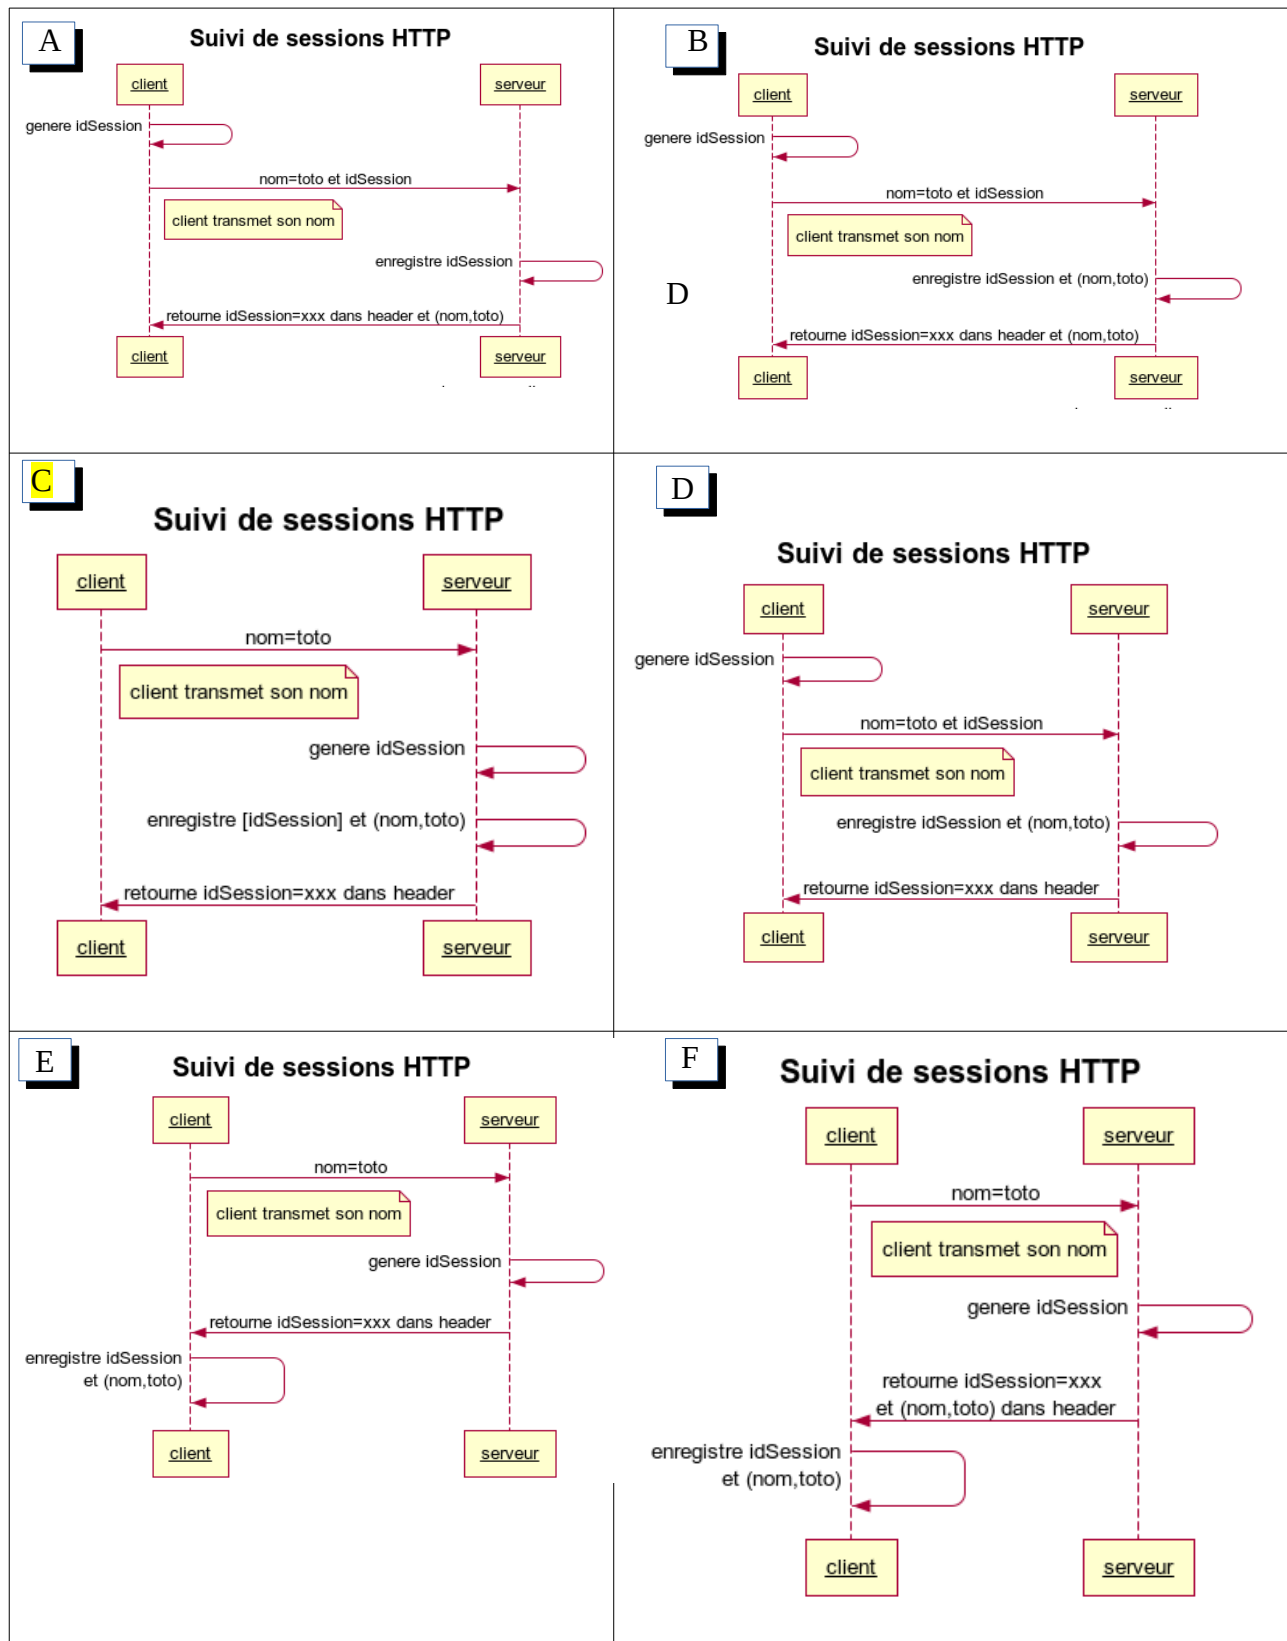 A
Suivi de sessions HTTP
client
serveur
genere idSession
nom=toto et idSession
client transmet son nom
enregistre idSession
retourne idSession=xxx dans header et (nom,toto)
client
serveur
B
Suivi de sessions HTTP
client
serveur
genere idSession
nom=toto et idSession
client transmet son nom
enregistre idSession et (nom,toto)
D
retourne idSession=xxx dans header et (nom,toto)
client
serveur
C
Suivi de sessions HTTP
client
serveur
nom=toto
client transmet son nom
genere idSession
enregistre [idSession] et (nom,toto)
retourne idSession=xxx dans header
client
serveur
D
Suivi de sessions HTTP
client
serveur
genere idSession
nom=toto et idSession
client transmet son nom
enregistre idSession et (nom,toto)
retourne idSession=xxx dans header
client
serveur
E
Suivi de sessions HTTP
client
serveur
nom=toto
client transmet son nom
genere idSession
retourne idSession=xxx dans header
enregistre idSession
et (nom,toto)
client
serveur
F
Suivi de sessions HTTP
client
serveur
nom=toto
client transmet son nom
genere idSession
retourne idSession=xxx
et (nom,toto) dans header
enregistre idSession
et (nom,toto)
client
serveur